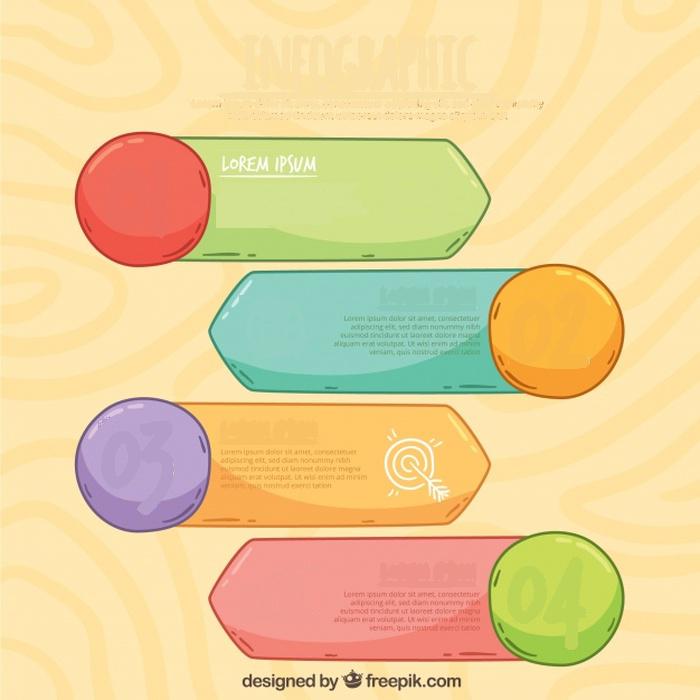 INFOGRAPHIC
LOREM IPSUM
02
Lorem ipsum dolor sit amet, consectetuer
adipiscing elit, sed diam nonummy nibh
euismod tincidunt ut laoreet dolore magna
aliquam erat volutpat. Ut wisi enim ad minim
veniam, quis nostrud exerci tation
03
Lorem ipsum dolor sit amet, consectetuer
adipiscing elit, sed diam nonummy nibh
euismod tincidunt ut laoreet dolore magna
aliquam erat volutpat. Ut wisi enim ad minim
veniam, quis nostrud exerci tation
04
Lorem ipsum dolor sit amet, consectetuer
adipiscing elit, sed diam nonummy nibh
euismod tincidunt ut laoreet dolore magna
aliquam erat volutpat. Ut wisi enim ad minim
veniam, quis nostrud exerci tation
designed by freepik.com